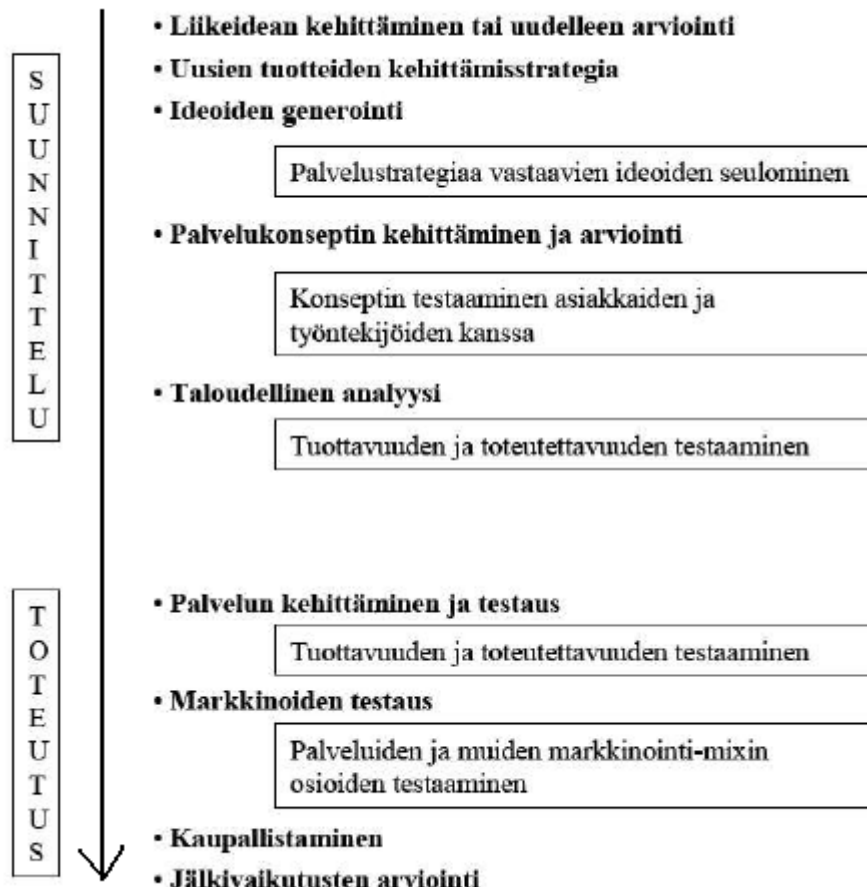 • Liikeidean kehittäminen tai uudelleen arviointi
• Uusien tuotteiden kehittämisstrategia
• Ideoiden generointi
Palvelustrategiaa vastaavien ideoiden seulominen
• Palvelukonseptin kehittäminen ja arviointi
Konseptin testaaminen asiakkaiden ja
työntekijöiden kanssa
• Taloudellinen analyysi
Tuottavuuden ja toteutettavuuden testaaminen
SUUNNITTELU
• Palvelun kehittäminen ja testaus
Tuottavuuden ja toteutettavuuden testaaminen
• Markkinoiden testaus
Palveluiden ja muiden markkinointi-mixin
osioiden testaaminen
• Kaupallistaminen
• Jälkivaikutusten arviointi
TOTEUTUS